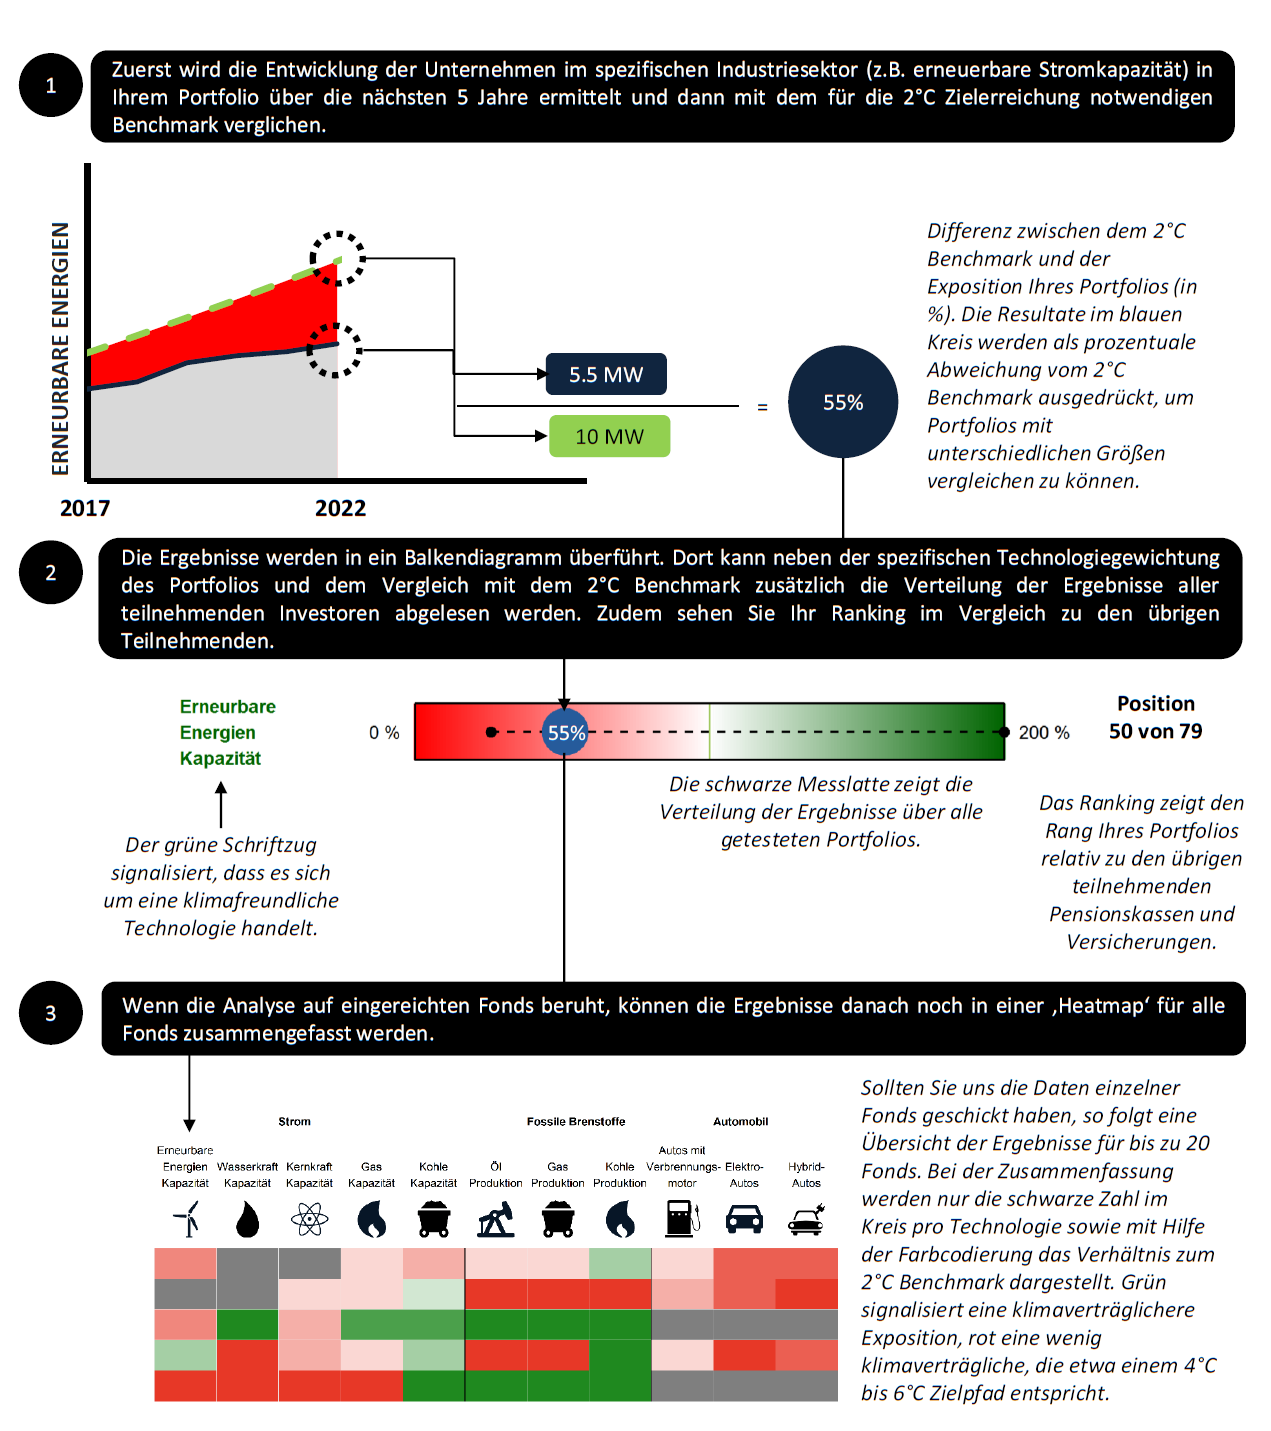 1
Zuerst wird die Entwicklung der Unternehmen im spezifischen Industriesektor (z.B. erneuerbare Stromkapazität) in
Ihrem Portfolio über die nächsten 5 Jahre ermittelt und dann mit dem für die 2°C Zielerreichung notwendigen
Benchmark verglichen.
ERNEURBARE ENERGIEN
2017
2022
5.5 MW
10 MW
=
55%
Differenz zwischen dem 2°C
Benchmark und der
Exposition Ihres Portfolios (in
%). Die Resultate im blauen
Kreis werden als prozentuale
Abweichung vom 2°C
Benchmark ausgedrückt, um
Portfolios mit
unterschiedlichen Größen
vergleichen zu können.
2
Die Ergebnisse werden in ein Balkendiagramm überführt. Dort kann neben der spezifischen Technologiegewichtung
des Portfolios und dem Vergleich mit dem 2°C Benchmark zusätzlich die Verteilung der Ergebnisse aller
teilnehmenden Investoren abgelesen werden. Zudem sehen Sie Ihr Ranking im Vergleich zu den übrigen
Teilnehmenden.
Erneurbare
Energien
Kapazität
0 %
55%
200 %
Position
50 von 79
Der grüne Schriftzug
signalisiert, dass es sich
um eine klimafreundliche
Technologie handelt.
Die schwarze Messlatte zeigt die
Verteilung der Ergebnisse über alle
getesteten Portfolios.
Das Ranking zeigt den
Rang Ihres Portfolios
relativ zu den übrigen
teilnehmenden
Pensionskassen und
Versicherungen.
3
Wenn die Analyse auf eingereichten Fonds beruht, können die Ergebnisse danach noch in einer ‚Heatmap‘ für alle
Fonds zusammengefasst werden.
Strom
Fossile Brenstoffe
Automobil
Erneurbare
Energien
Kapazität
Wasserkraft
Kapazität
Kernkraft
Kapazität
Gas
Kapazität
Kohle
Kapazität
Öl
Produktion
Gas
Produktion
Kohle
Produktion
Autos mit
Verbrennungs-
motor
Elektro-
Autos
Hybrid-
Autos
Sollten Sie uns die Daten einzelner
Fonds geschickt haben, so folgt eine
Übersicht der Ergebnisse für bis zu 20
Fonds. Bei der Zusammenfassung
werden nur die schwarze Zahl im
Kreis pro Technologie sowie mit Hilfe
der Farbcodierung das Verhältnis zum
2°C Benchmark dargestellt. Grün
signalisiert eine klimaverträglichere
Exposition, rot eine wenig
klimaverträgliche, die etwa einem 4°C
bis 6°C Zielpfad entspricht.